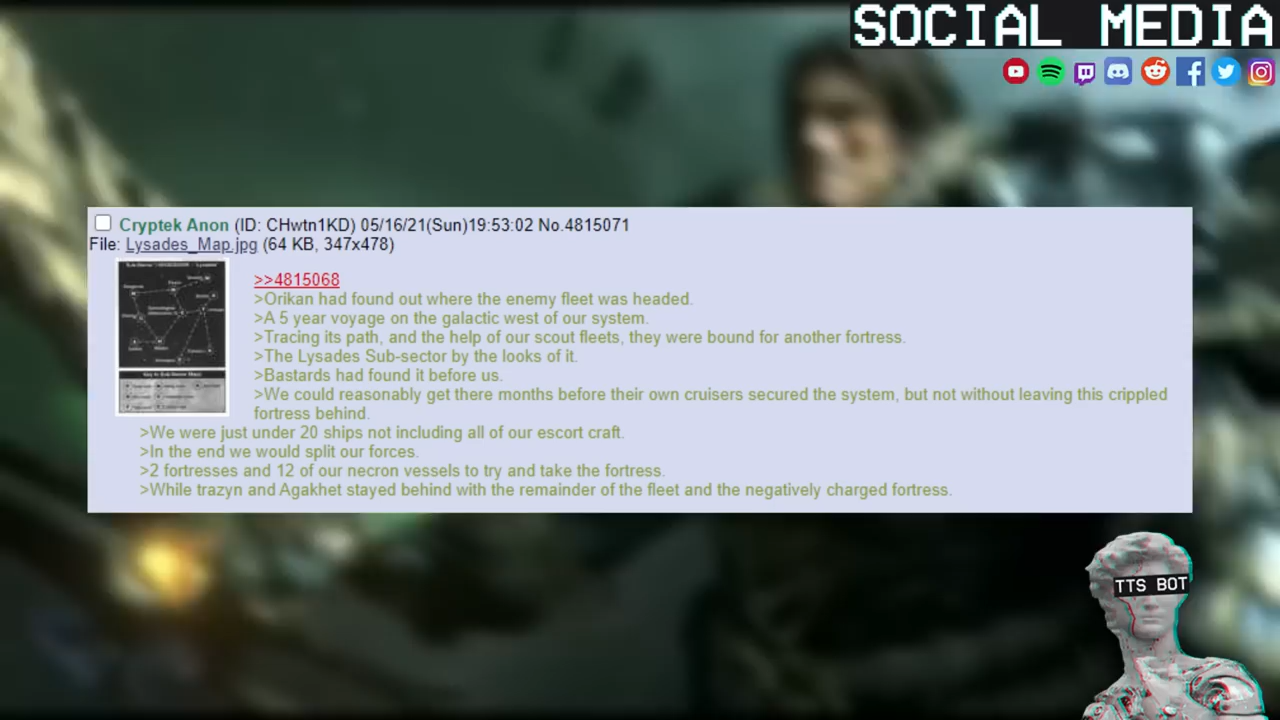 SOCIAL MEDIA
Cryptek Anon (ID: CHwtn1KD) 05/16/21(Sun)19:53:02 No.4815071
File: Lysades_Map.jpg (64 KB, 347x478)
>>4815068
>Orikan had found out where the enemy fleet was headed.
>A 5 year voyage on the galactic west of our system.
>Tracing its path, and the help of our scout fleets, they were bound for another fortress.
>The Lysades Sub-sector by the looks of it.
>Bastards had found it before us.
>We could reasonably get there months before their own cruisers secured the system, but not without leaving this crippled
fortress behind.
>We were just under 20 ships not including all of our escort craft.
>In the end we would split our forces.
>2 fortresses and 12 of our necron vessels to try and take the fortress.
>While trazyn and Agakhet stayed behind with the remainder of the fleet and the negatively charged fortress.
TTS BOT